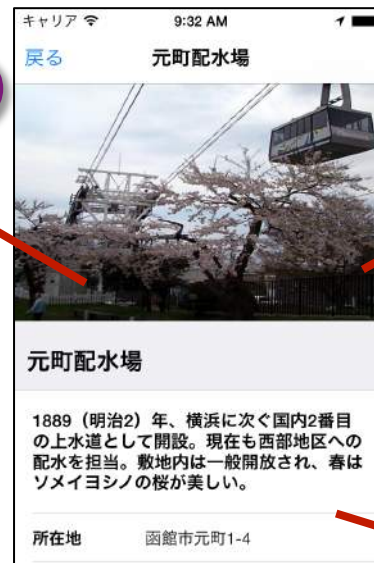 キャリア 9:32 AM
戻る 元町配水場
元町配水場
1889（明治2）年、横浜に次ぐ国内2番目
の上水道として開設。現在も西部地区への
配水を担当。敷地内は一般開放され、春は
ソメイヨシノの桜が美しい。
所在地 函館市元町1-4